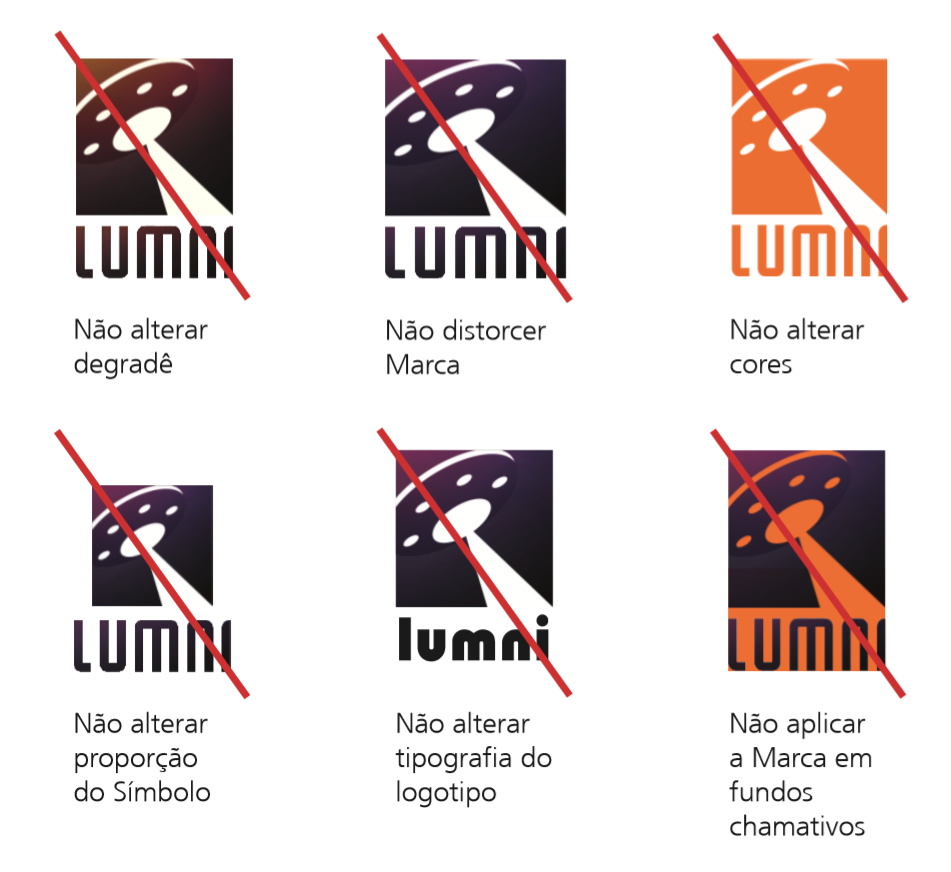 LUMNI
LUMNI
LUMNI
Não alterar
degradê
Não distorcer
Marca
Não alterar
cores
LUMNI
lumni
LUMNI
Não alterar
proporção
do Símbolo
Não alterar
tipografia do
logotipo
Não aplicar
a Marca em
fundos
chamativos